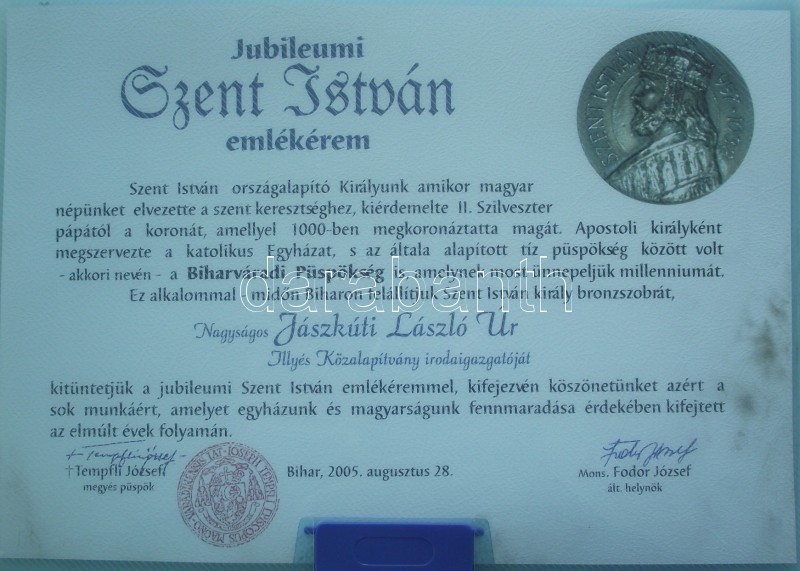 Jubileumi
Szent István
emlékérem
SZENT ISTVÁN
Szent István országalapító Királyunk amikor magyar
népünket elvezette a szent keresztséghez, kiérdemelte II. Szilveszter
pápától a koronát, amellyel 1000-ben megkoronáztatta magát. Apostoli királyként
megszervezte a katolikus Egyházat, s az általa alapított tíz püspökség között volt
- akkori nevén - a Biharváradi Püspökség is, amelynek most ünnepeljük millenniumát.
Ez alkalommal midőn Biharon felállítjuk Szent István király bronzszobrát,
darabanth
Nagyságos Jászkúti László Ur
Illyés Közalapítvány irodaigazgatóját
kitüntetjük a jubileumi Szent István emlékéremmel, kifejezvén köszönetünket azért a
sok munkáért, amelyet egyházunk és magyarságunk fennmaradása érdekében kifejtett
az elmúlt évek folyamán.
†Tempfli József
megyés püspök
Bihar, 2005. augusztus 28.
Mons. Fodor József
ált. helynök